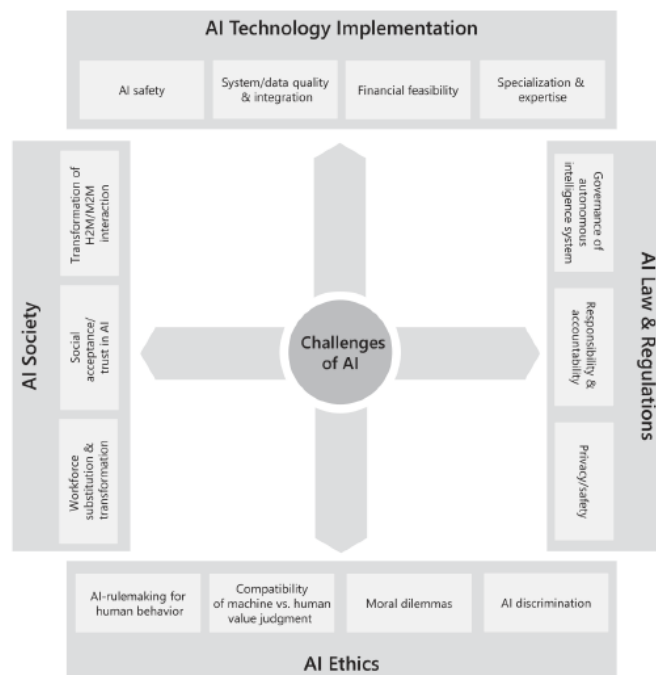 AI Technology Implementation
AI safety
System/data quality
& integration
Financial feasibility
Specialization &
expertise
AI Society
Transformation of
H2M/M2M
interaction
Social
acceptance/
trust in AI
Workforce
substitution &
transformation
Challenges
of AI
Governance of
autonomous
intelligence system
Responsibility &
accountability
Privacy/safety
AI Law & Regulations
AI-rulemaking for
human behavior
Compatibility
of machine vs. human
value judgment
Moral dilemmas
AI discrimination
AI Ethics